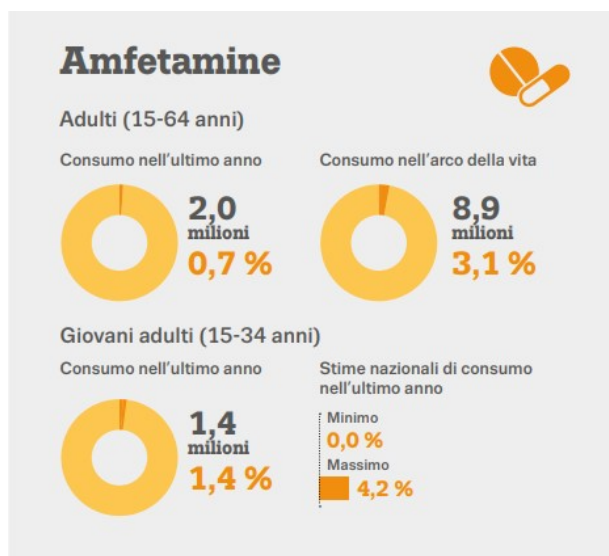 Amfetamine
Adulti (15-64 anni)
Consumo nell'ultimo anno
2,0
milioni
0,7 %
Consumo nell'arco della vita
8,9
milioni
3,1 %
Giovani adulti (15-34 anni)
Consumo nell'ultimo anno
1,4
milioni
1,4 %
Stime nazionali di consumo
nell'ultimo anno
Minimo
0,0 %
Massimo
4,2 %